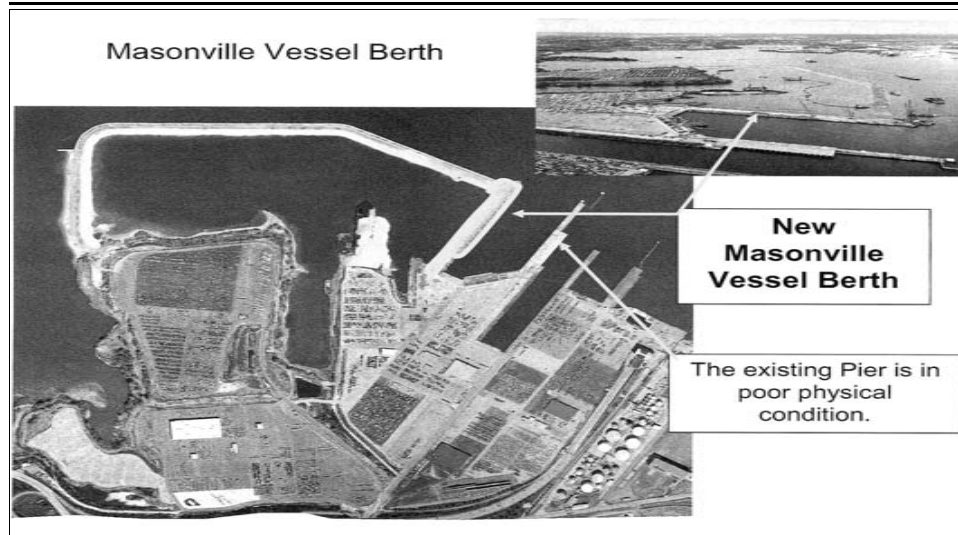 Masonville Vessel Berth
New
Masonville
Vessel Berth
The existing Pier is in
poor physical
condition.